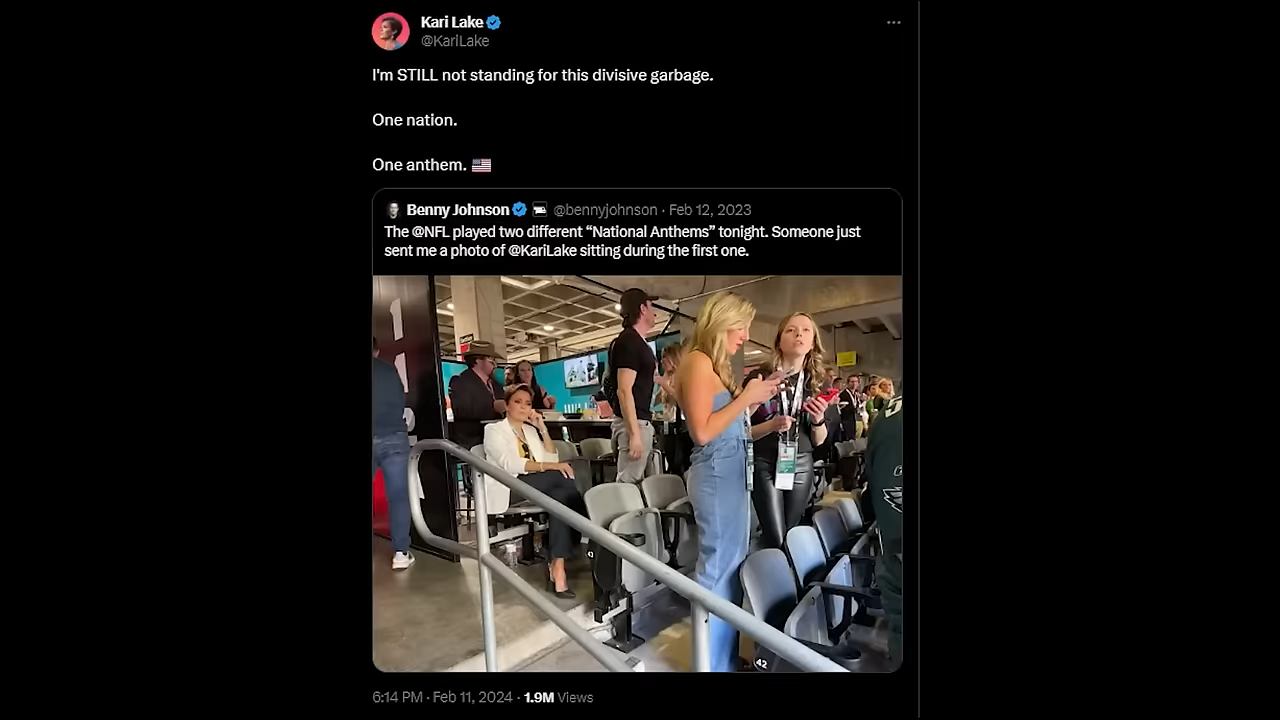 Kari Lake
@KariLake
I'm STILL not standing for this divisive garbage.
One nation.
One anthem. 🇺🇸
Benny Johnson @bennyjohnson · Feb 12, 2023
The @NFL played two different “National Anthems” tonight. Someone just
sent me a photo of @KariLake sitting during the first one.
43
42
6:14 PM · Feb 11, 2024 · 1.9M Views